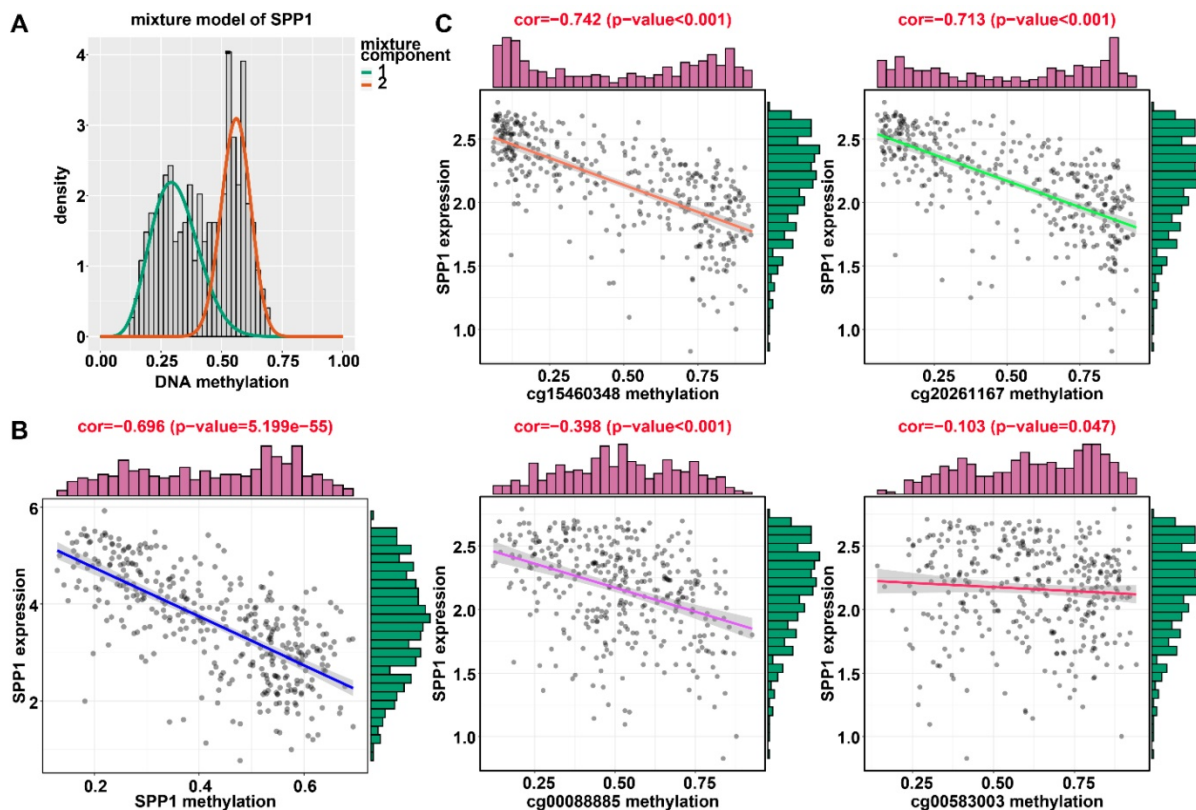 A
mixture model of SPP1
mixture
component
1
2
4
3
2
1
0
density
0.00 0.25 0.50 0.75 1.00
DNA methylation
C
cor=−0.742 (p-value<0.001)
2.5
2.0
1.5
1.0
SPP1 expression
0.25 0.50 0.75
cg15460348 methylation
cor=−0.713 (p-value<0.001)
2.5
2.0
1.5
1.0
SPP1 expression
0.25 0.50 0.75
cg20261167 methylation
B
cor=−0.696 (p-value=5.199e−55)
6
4
2
SPP1 expression
0.2 0.4 0.6
SPP1 methylation
cor=−0.398 (p-value<0.001)
2.5
2.0
1.5
1.0
SPP1 expression
0.25 0.50 0.75
cg00088885 methylation
cor=−0.103 (p-value=0.047)
2.5
2.0
1.5
1.0
SPP1 expression
0.25 0.50 0.75
cg00583003 methylation